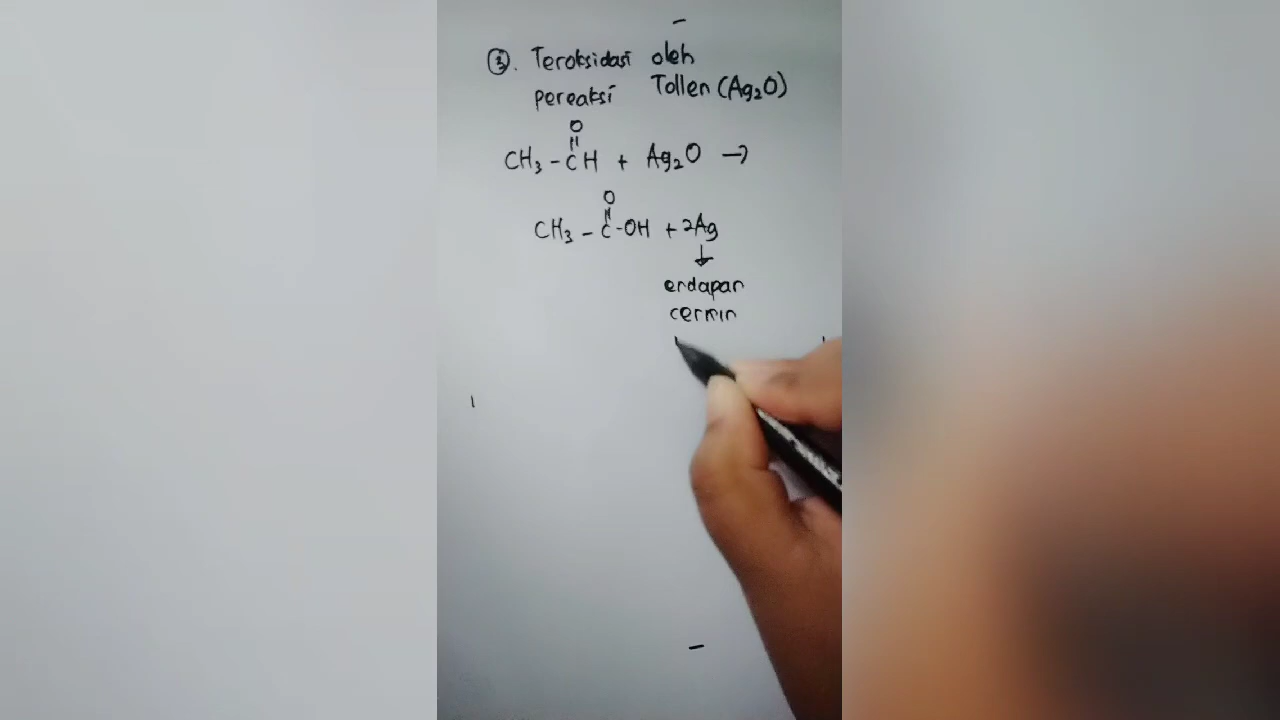 ③. Teroksidasi oleh
pereaksi Tollen (Ag₂O)
O
CH₃ - CH + Ag₂O →
O
CH₃ - C - OH + 2Ag
↓
endapan
cermin